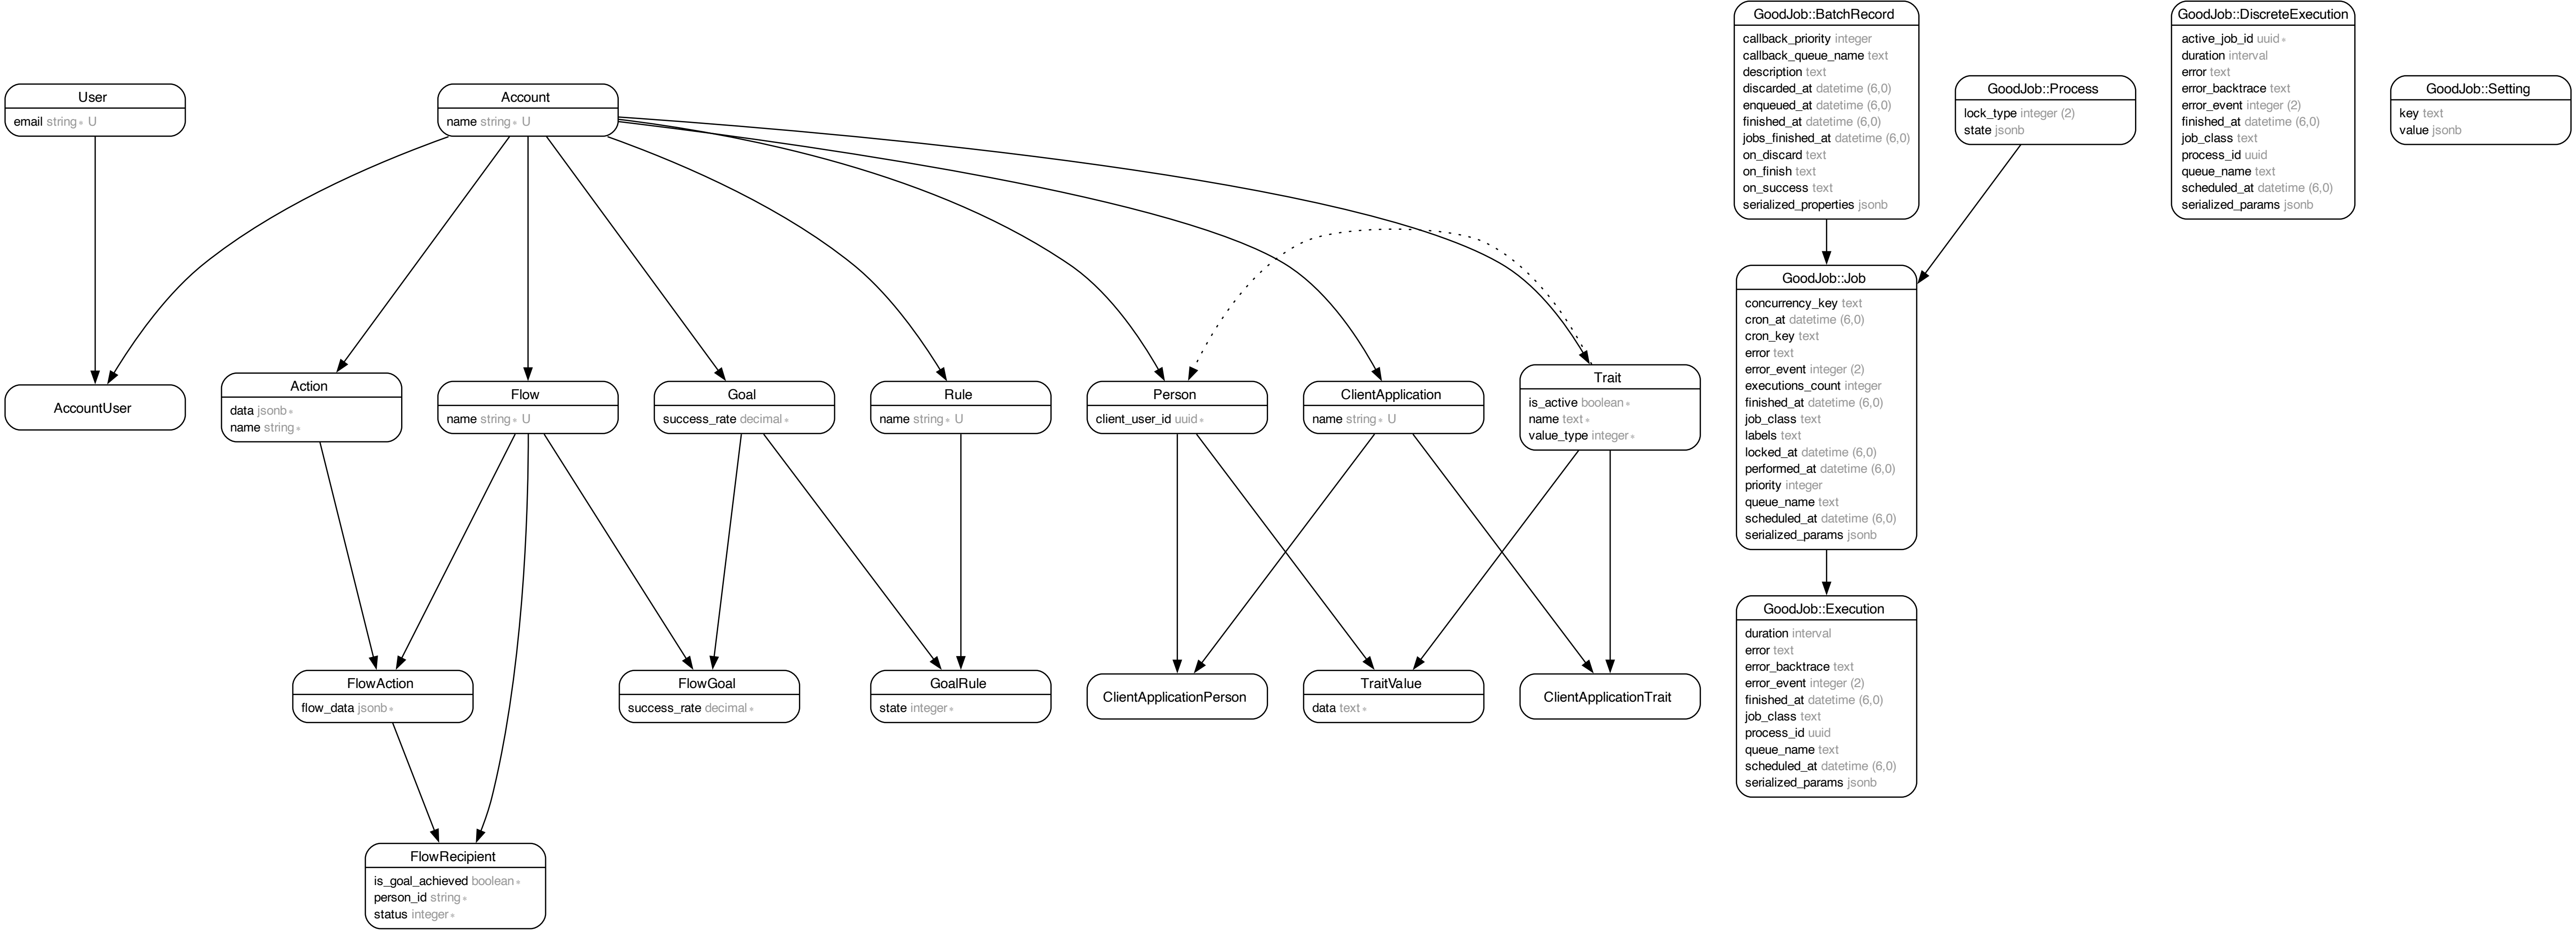 User
email string* U
Account
name string* U
GoodJob::BatchRecord
callback_priority integer
callback_queue_name text
description text
discarded_at datetime (6,0)
enqueued_at datetime (6,0)
finished_at datetime (6,0)
jobs_finished_at datetime (6,0)
on_discard text
on_finish text
on_success text
serialized_properties jsonb
GoodJob::Process
lock_type integer (2)
state jsonb
GoodJob::DiscreteExecution
active_job_id uuid*
duration interval
error text
error_backtrace text
error_event integer (2)
finished_at datetime (6,0)
job_class text
process_id uuid
queue_name text
scheduled_at datetime (6,0)
serialized_params jsonb
GoodJob::Setting
key text
value jsonb
AccountUser
Action
data jsonb*
name string*
Flow
name string* U
Goal
success_rate decimal*
Rule
name string* U
Person
client_user_id uuid*
ClientApplication
name string* U
Trait
is_active boolean*
name text*
value_type integer*
GoodJob::Job
concurrency_key text
cron_at datetime (6,0)
cron_key text
error text
error_event integer (2)
executions_count integer
finished_at datetime (6,0)
job_class text
labels text
locked_at datetime (6,0)
performed_at datetime (6,0)
priority integer
queue_name text
scheduled_at datetime (6,0)
serialized_params jsonb
FlowAction
flow_data jsonb*
FlowGoal
success_rate decimal*
GoalRule
state integer*
ClientApplicationPerson
TraitValue
data text*
ClientApplicationTrait
GoodJob::Execution
duration interval
error text
error_backtrace text
error_event integer (2)
finished_at datetime (6,0)
job_class text
process_id uuid
queue_name text
scheduled_at datetime (6,0)
serialized_params jsonb
FlowRecipient
is_goal_achieved boolean*
person_id string*
status integer*